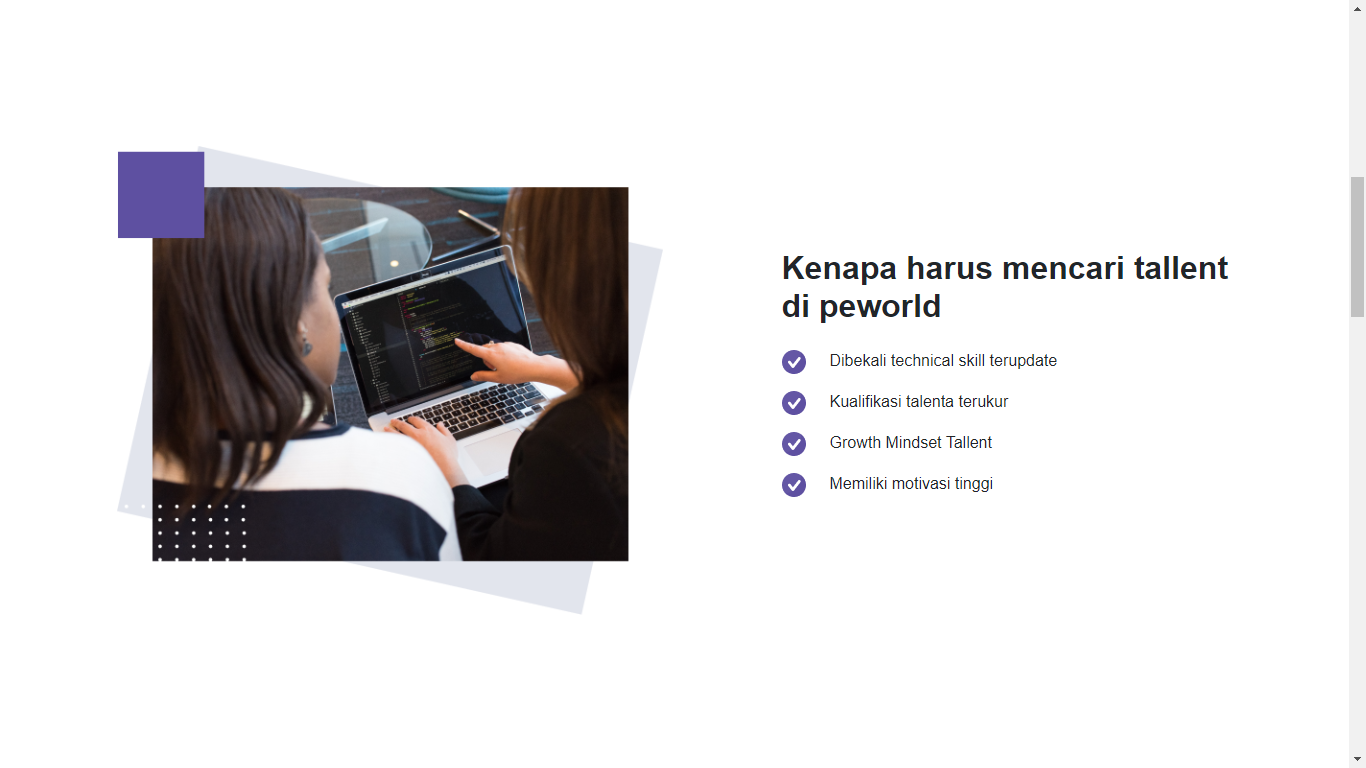 Kenapa harus mencari tallent
di peworld
Dibekali technical skill terupdate
Kualifikasi talenta terukur
Growth Mindset Tallent
Memiliki motivasi tinggi